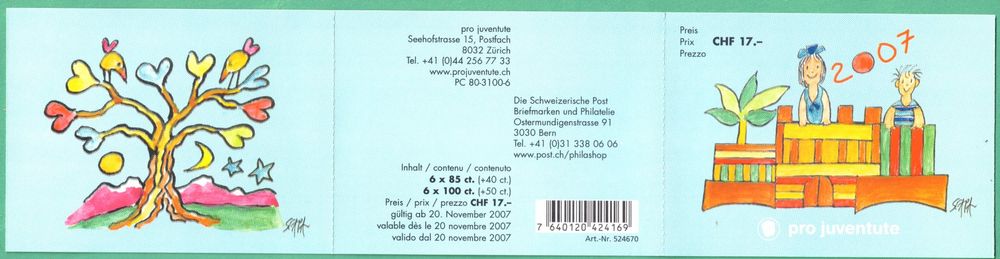 pro juventute
Seehofstrasse 15, Postfach
8032 Zürich
Tel. +41 (0)44 256 77 33
www.projuventute.ch
PC 80-3100-6
Die Schweizerische Post
Briefmarken und Philatelie
Ostermundigenstrasse 91
3030 Bern
Tel. +41 (0)31 338 06 06
www.post.ch/philashop
Inhalt / contenu / contenuto
6 x 85 ct. (+40 ct.)
6 x 100 ct. (+50 ct.)
Preis / prix / prezzo CHF 17.–
gültig ab 20. November 2007
valable dès le 20 novembre 2007
valido dal 20 novembre 2007
7 640120 424169
Art.-Nr. 524670
Preis
Prix CHF 17.–
Prezzo
2007
pro juventute